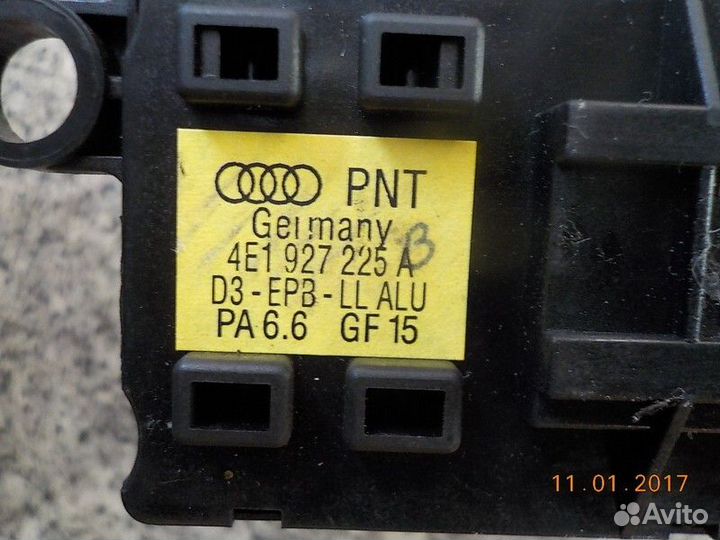 PNT
Germany
4E1 927 225 A B
D3 - EPB - LL ALU
PA 6.6 GF 15
11.01.2017
Avito